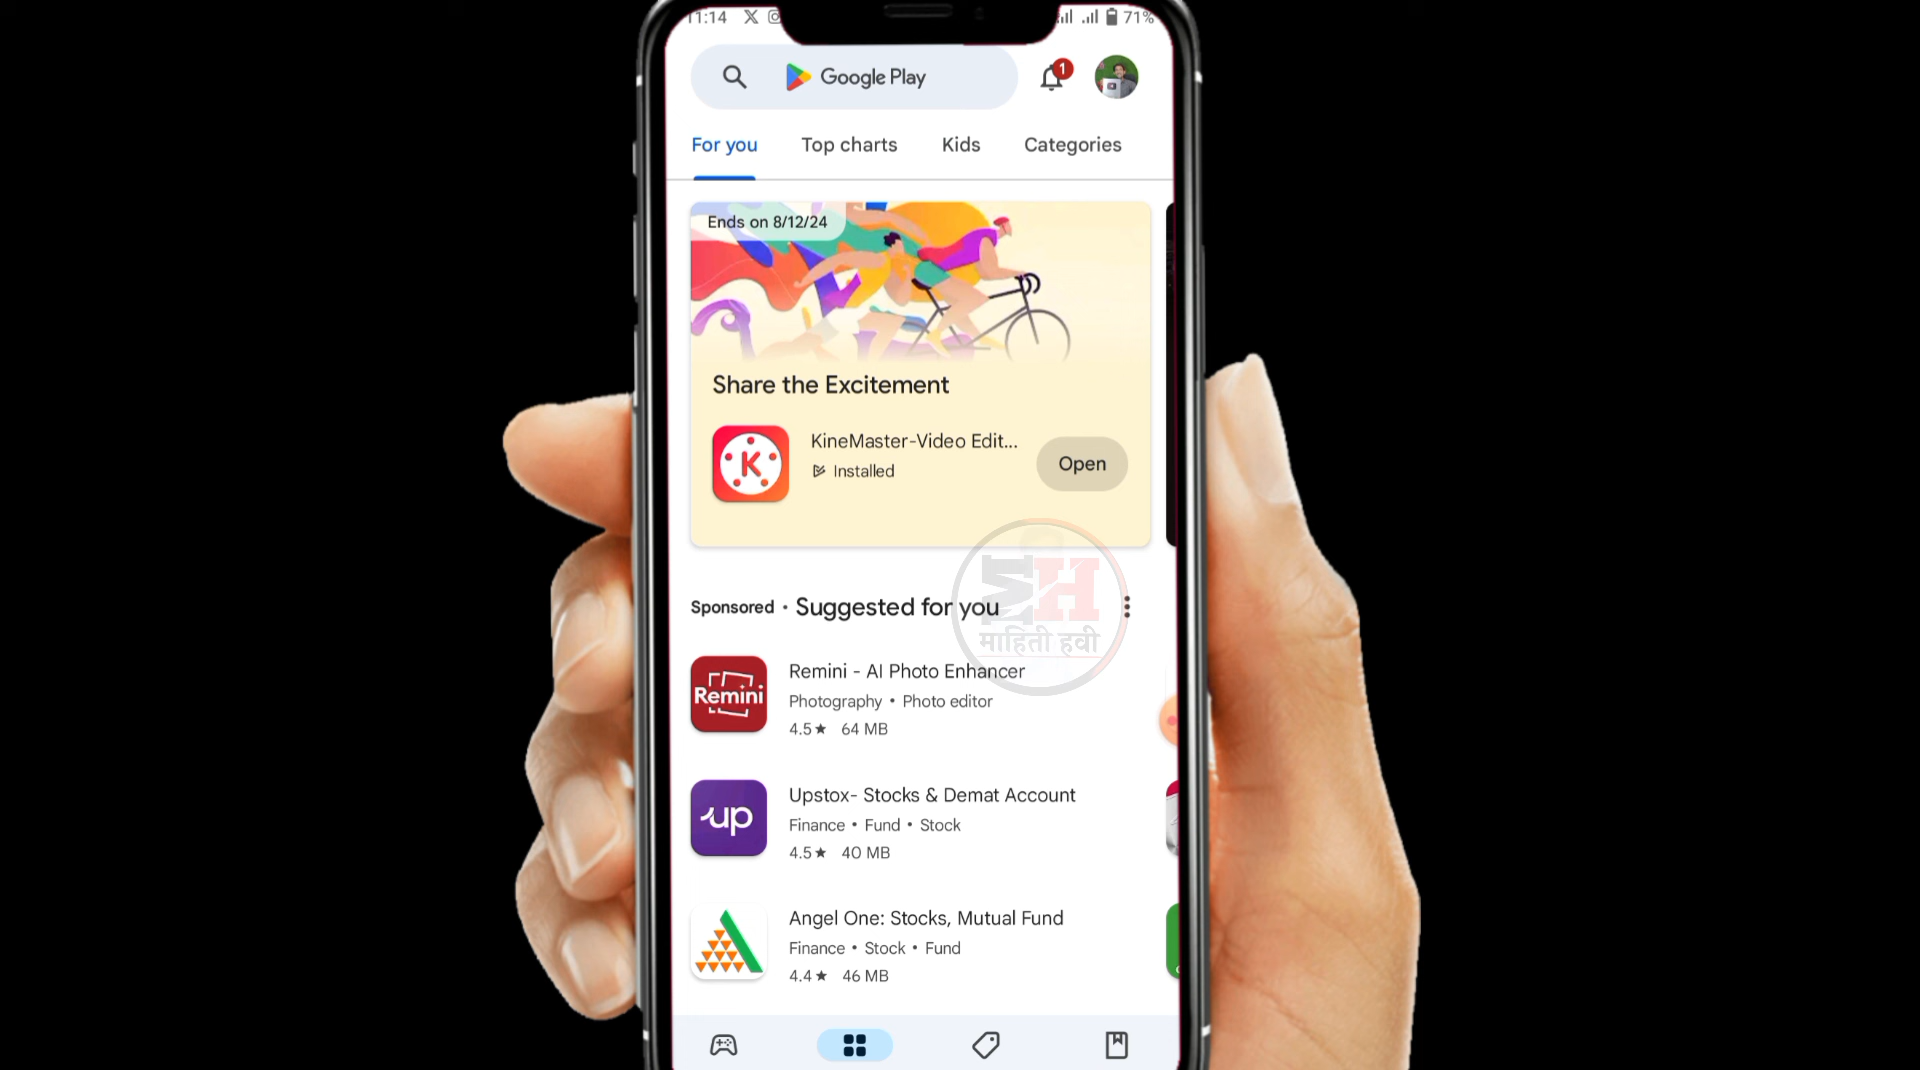 11:14
71%
Google Play
1
For you
Top charts
Kids
Categories
Ends on 8/12/24
Share the Excitement
K
KineMaster-Video Edit...
Installed
Open
MH
माहिती हवी
Sponsored • Suggested for you
Remini
Remini - AI Photo Enhancer
Photography • Photo editor
4.5★ 64 MB
up
Upstox- Stocks & Demat Account
Finance • Fund • Stock
4.5★ 40 MB
Angel One: Stocks, Mutual Fund
Finance • Stock • Fund
4.4★ 46 MB